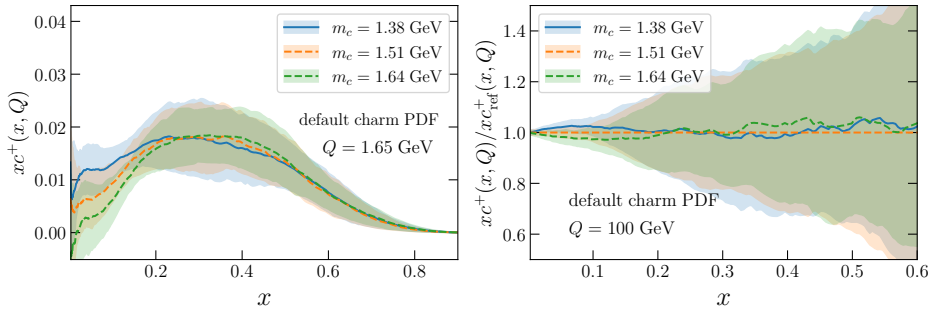 0.04
0.03
0.02
0.01
0.00
0.2
0.4
0.6
0.8
xc⁺(x, Q)
x
m_c = 1.38 GeV
m_c = 1.51 GeV
m_c = 1.64 GeV
default charm PDF
Q = 1.65 GeV
1.4
1.2
1.0
0.8
0.6
0.1
0.2
0.3
0.4
0.5
0.6
xc⁺(x, Q))/xc⁺_ref(x, Q)
x
m_c = 1.38 GeV
m_c = 1.51 GeV
m_c = 1.64 GeV
default charm PDF
Q = 100 GeV